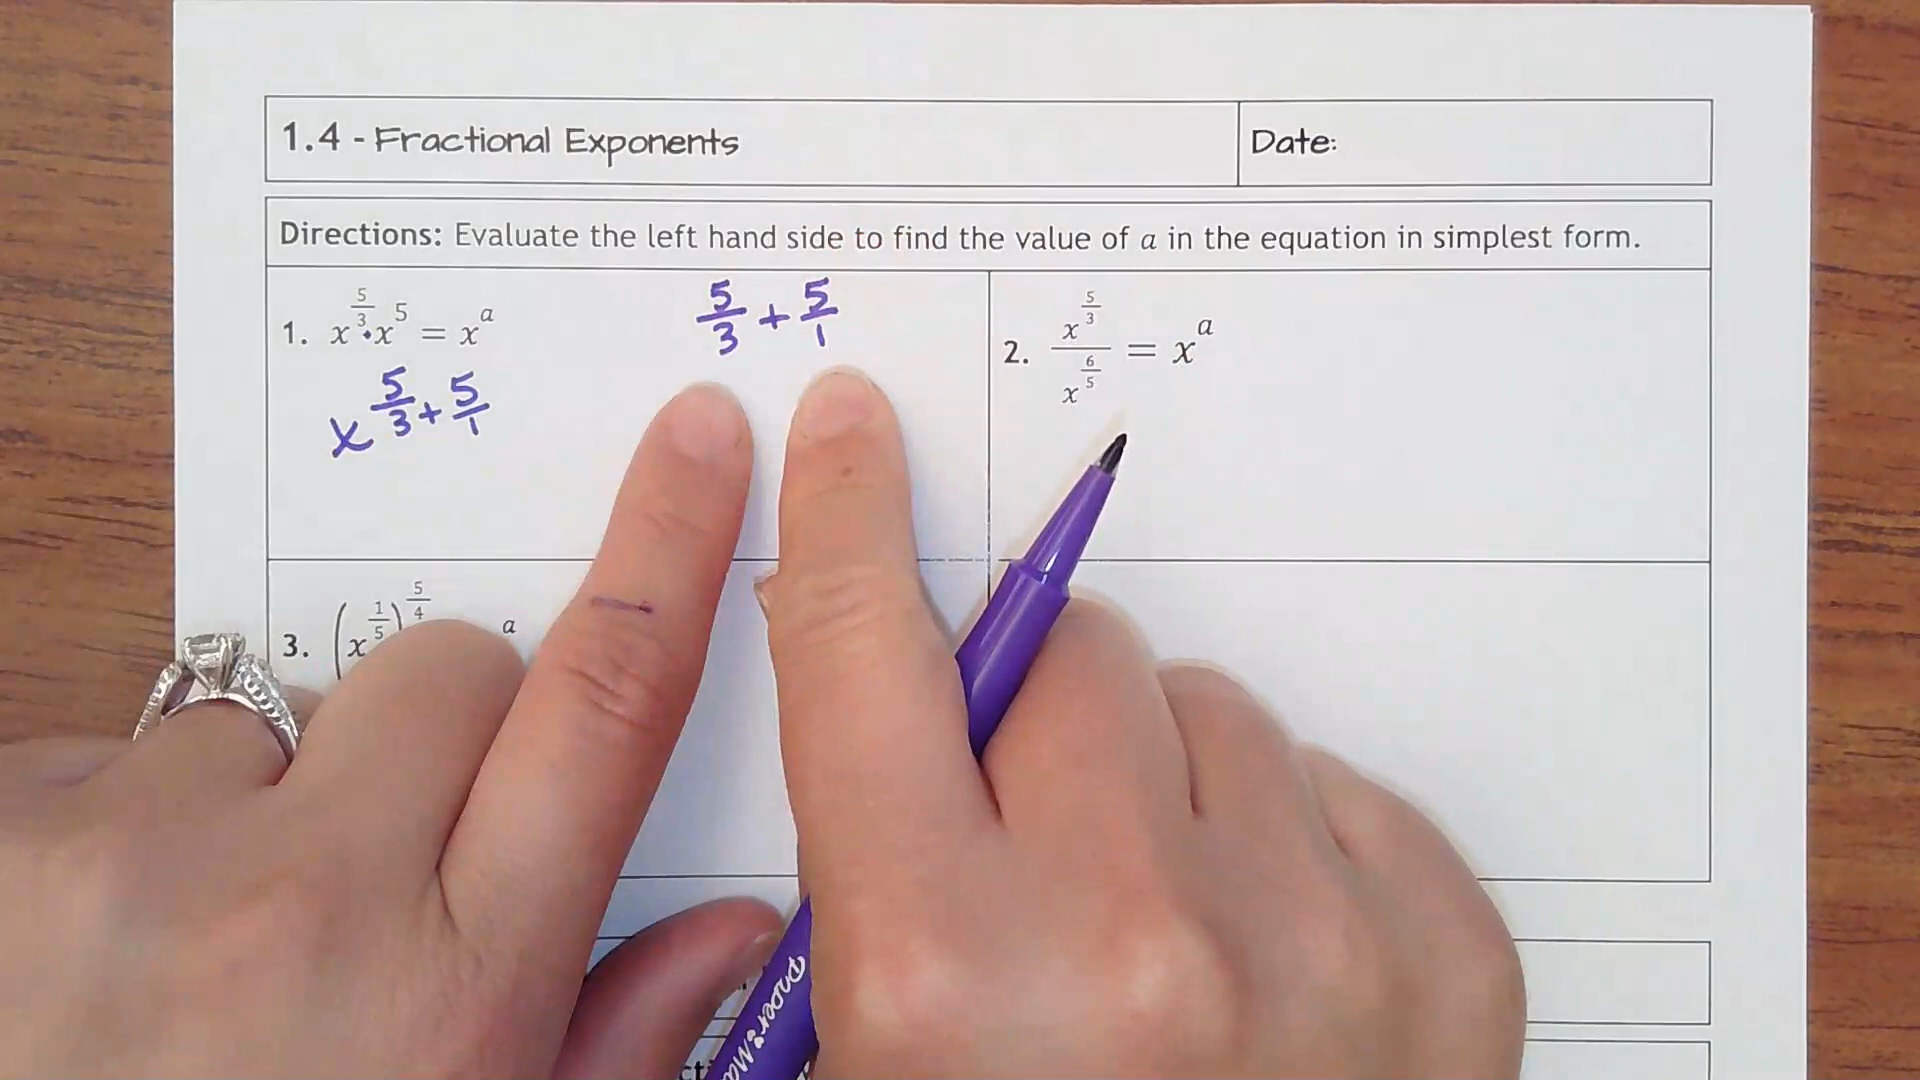 1.4 - Fractional Exponents
Date:
Directions: Evaluate the left hand side to find the value of a in the equation in simplest form.
1. x^(5/3) • x^5 = x^a
5/3 + 5/1
x^(5/3 + 5/1)
2. x^(5/3) / x^(6/5) = x^a
3. (x^(1/5))^(5/4) a
Paper:Ma